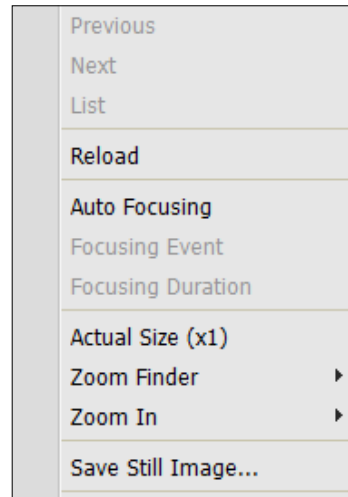 Previous
Next
List
Reload
Auto Focusing
Focusing Event
Focusing Duration
Actual Size (x1)
Zoom Finder
Zoom In
Save Still Image...